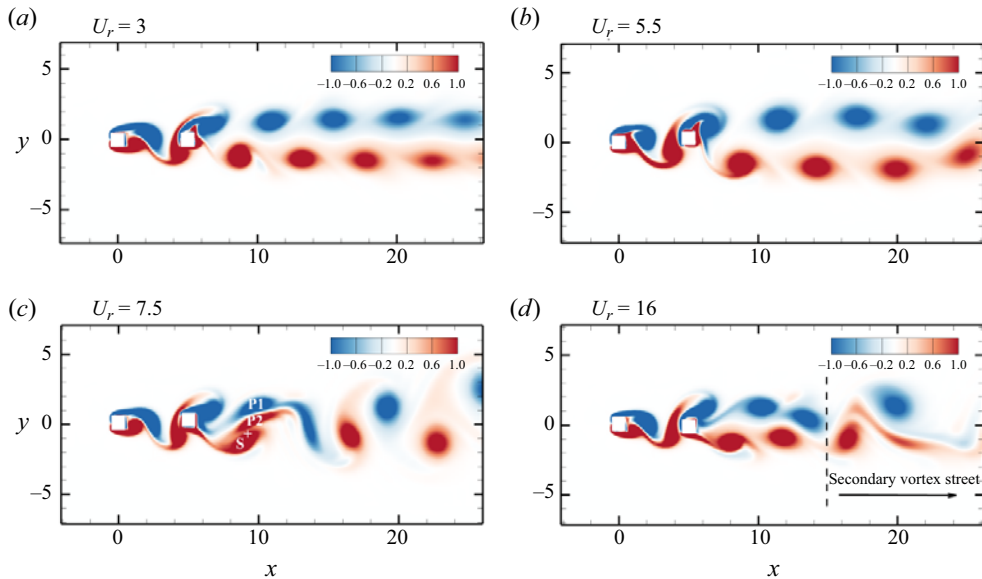 (a) U_r = 3
5
0
−5
y
−1.0 −0.6 −0.2 0.2 0.6 1.0
0 10 20
(b) U_r = 5.5
5
0
−5
y
−1.0 −0.6 −0.2 0.2 0.6 1.0
0 10 20
(c) U_r = 7.5
5
0
−5
y
−1.0 −0.6 −0.2 0.2 0.6 1.0
P1
P2
S +
0 10 20
x
(d) U_r = 16
5
0
−5
−1.0 −0.6 −0.2 0.2 0.6 1.0
Secondary vortex street
0 10 20
x